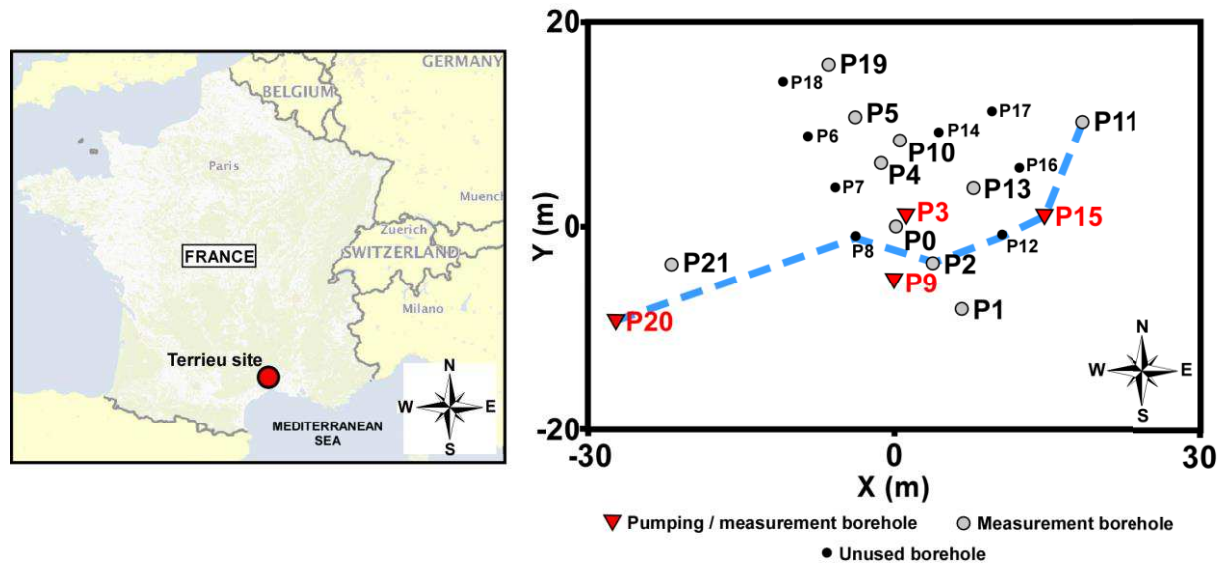 GERMANY
BELGIUM
Paris
Muench
Zuerich
SWITZERLAND
FRANCE
Milano
Terrieu site
MEDITERRANEAN
SEA
N
W E
S
20
Y (m)
0
-20
-30 0 30
X (m)
P19
P18
P5
P17
P11
P6
P14
P10
P4
P16
P7
P13
P3
P15
P0
P8
P12
P21
P2
P9
P20
P1
N
W E
S
Pumping / measurement borehole
Measurement borehole
Unused borehole